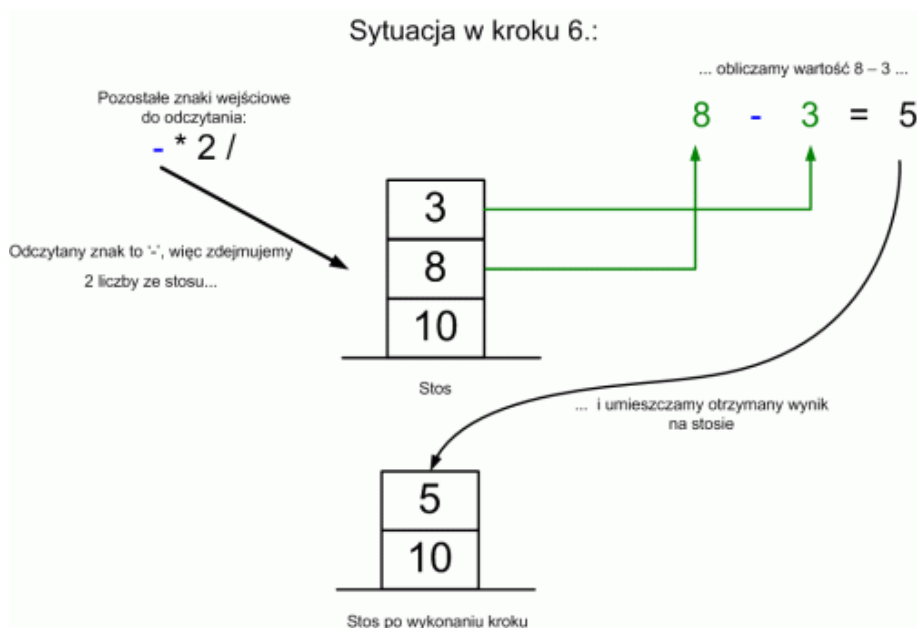 Sytuacja w kroku 6.:
... obliczamy wartość 8 – 3 ...
8 - 3 = 5
Pozostałe znaki wejściowe
do odczytania:
- * 2 /
Odczytany znak to '-', więc zdejmujemy
2 liczby ze stosu...
3
8
10
Stos
... i umieszczamy otrzymany wynik
na stosie
5
10
Stos po wykonaniu kroku